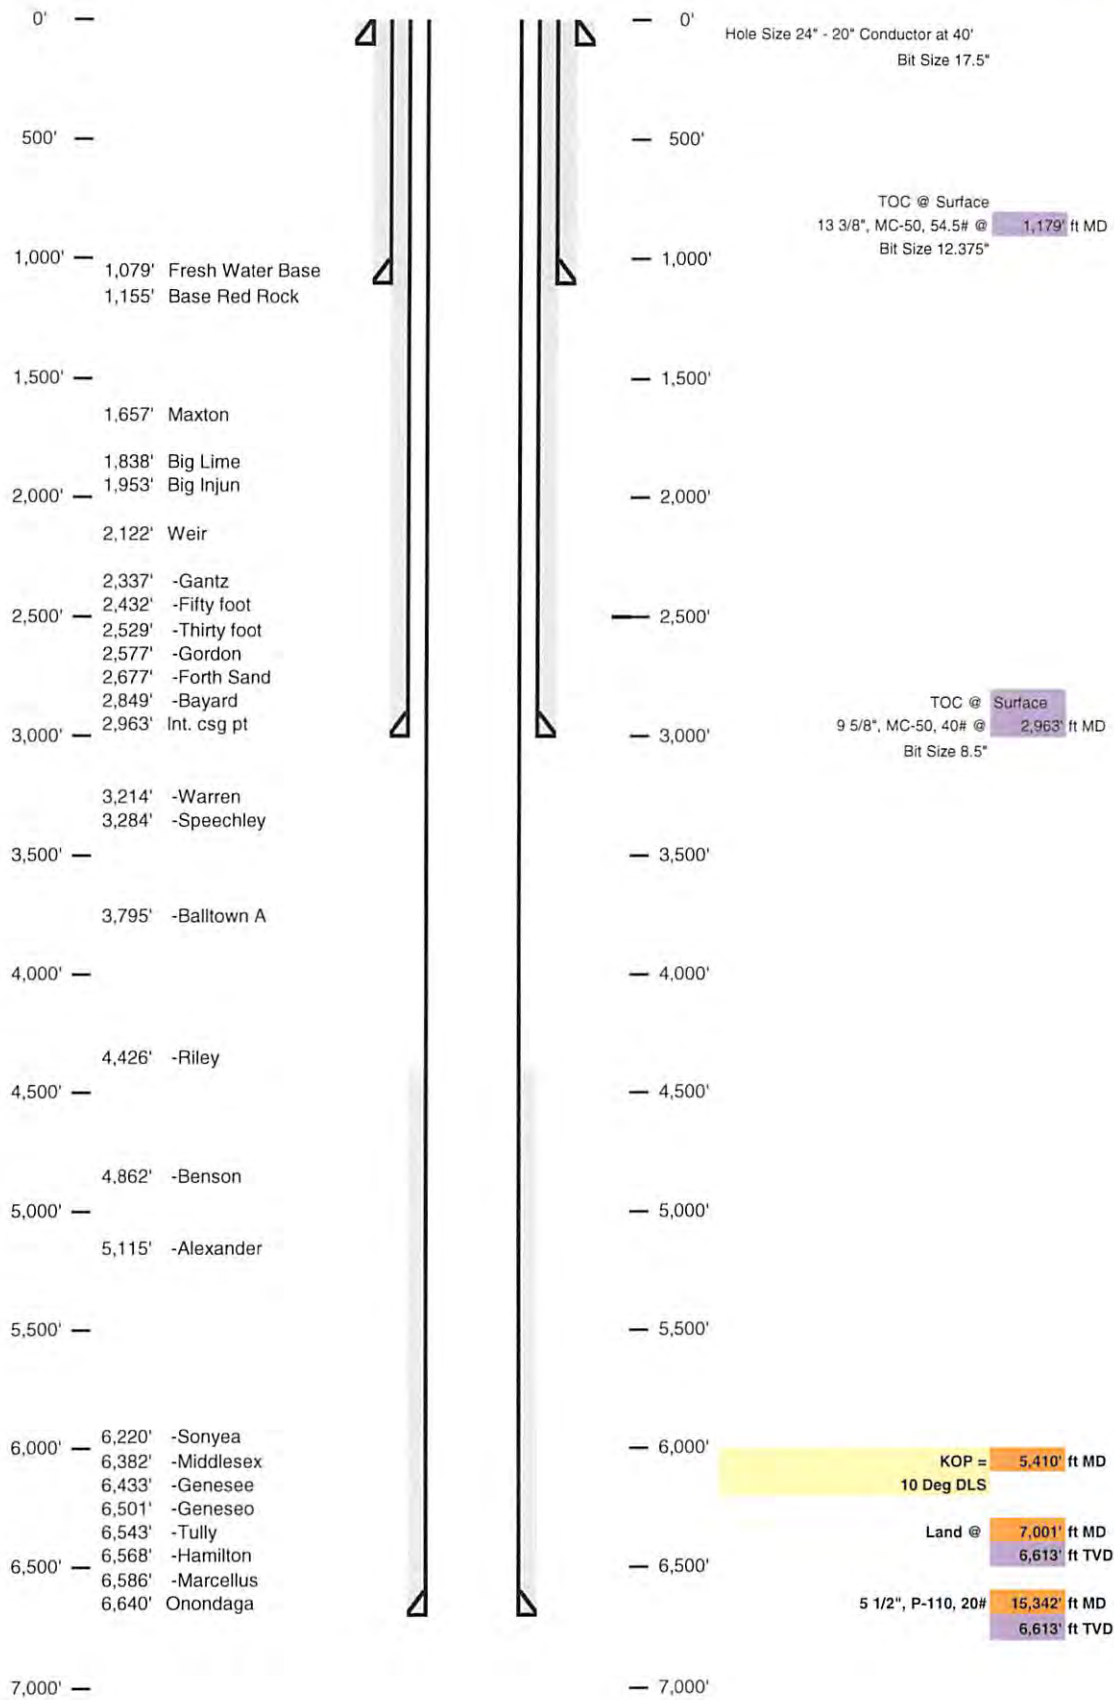 0'
500'
1,000'
1,079' Fresh Water Base
1,155' Base Red Rock
1,500'
1,657' Maxton
1,838' Big Lime
1,953' Big Injun
2,000'
2,122' Weir
2,337' -Gantz
2,432' -Fifty foot
2,500'
2,529' -Thirty foot
2,577' -Gordon
2,677' -Forth Sand
2,849' -Bayard
2,963' Int. csg pt
3,000'
3,214' -Warren
3,284' -Speechley
3,500'
3,795' -Balltown A
4,000'
4,426' -Riley
4,500'
4,862' -Benson
5,000'
5,115' -Alexander
5,500'
6,220' -Sonyea
6,000'
6,382' -Middlesex
6,433' -Genesee
6,501' -Geneseo
6,543' -Tully
6,568' -Hamilton
6,500'
6,586' -Marcellus
6,640' Onondaga
7,000'
0'
500'
1,000'
1,500'
2,000'
2,500'
3,000'
3,500'
4,000'
4,500'
5,000'
5,500'
6,000'
6,500'
7,000'
Hole Size 24" - 20" Conductor at 40'
Bit Size 17.5"
TOC @ Surface
13 3/8", MC-50, 54.5# @ 1,179' ft MD
Bit Size 12.375"
TOC @ Surface
9 5/8", MC-50, 40# @ 2,963' ft MD
Bit Size 8.5"
KOP = 5,410' ft MD
10 Deg DLS
Land @ 7,001' ft MD
6,613' ft TVD
5 1/2", P-110, 20# 15,342' ft MD
6,613' ft TVD